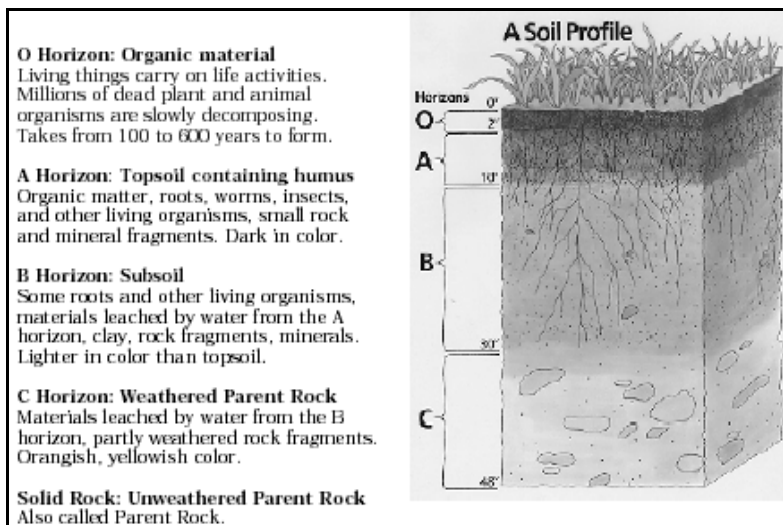 O Horizon: Organic material
Living things carry on life activities.
Millions of dead plant and animal
organisms are slowly decomposing.
Takes from 100 to 600 years to form.
A Horizon: Topsoil containing humus
Organic matter, roots, worms, insects,
and other living organisms, small rock
and mineral fragments. Dark in color.
B Horizon: Subsoil
Some roots and other living organisms,
materials leached by water from the A
horizon, clay, rock fragments, minerals.
Lighter in color than topsoil.
C Horizon: Weathered Parent Rock
Materials leached by water from the B
horizon, partly weathered rock fragments.
Orangish, yellowish color.
Solid Rock: Unweathered Parent Rock
Also called Parent Rock.
A Soil Profile
Horizons
0"
O
2"
A
10"
B
30"
C
48"